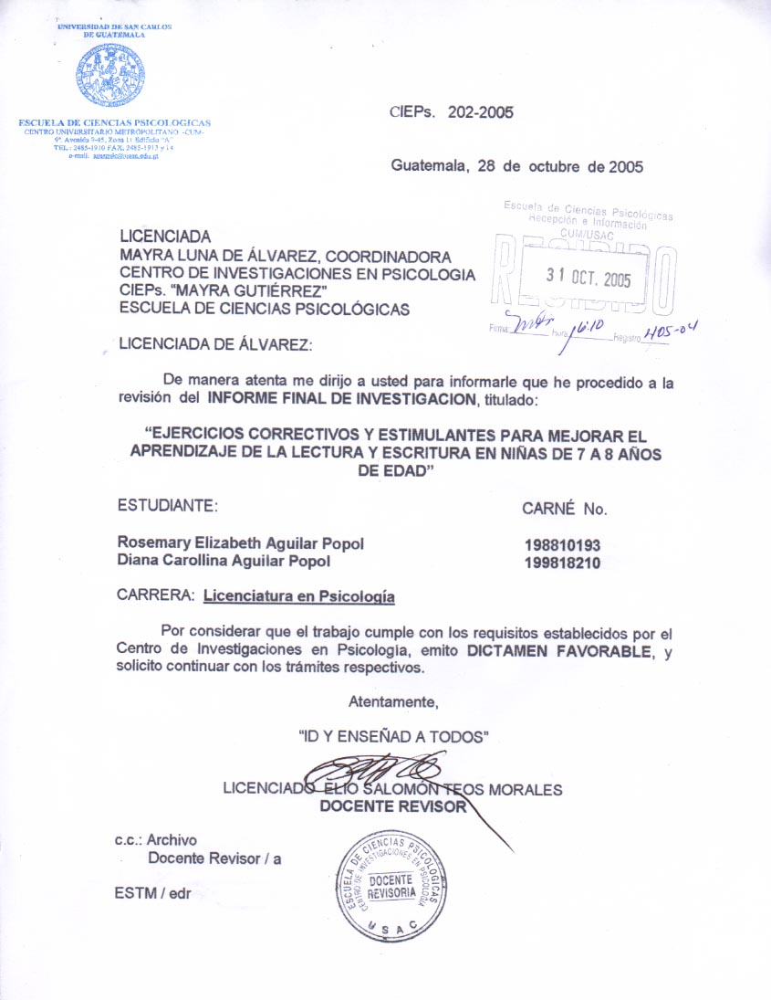 UNIVERSIDAD DE SAN CARLOS
DE GUATEMALA
ESCUELA DE CIENCIAS PSICOLOGICAS
CENTRO UNIVERSITARIO METROPOLITANO -CUM-
9ª. Avenida 9-45, Zona 11 Edificio "A"
TEL.: 2485-1910 FAX. 2485-1913 y 14
e-mail:
CIEPs. 202-2005
Guatemala, 28 de octubre de 2005
Escuela de Ciencias Psicológicas
Recepción e Información
CUM/USAC
RECIBIDO
31 OCT. 2005
Firma: Hora 16:10 Registro 405-04
LICENCIADA
MAYRA LUNA DE ÁLVAREZ, COORDINADORA
CENTRO DE INVESTIGACIONES EN PSICOLOGIA
CIEPs. “MAYRA GUTIÉRREZ”
ESCUELA DE CIENCIAS PSICOLÓGICAS
LICENCIADA DE ÁLVAREZ:
De manera atenta me dirijo a usted para informarle que he procedido a la
revisión del INFORME FINAL DE INVESTIGACION, titulado:
“EJERCICIOS CORRECTIVOS Y ESTIMULANTES PARA MEJORAR EL
APRENDIZAJE DE LA LECTURA Y ESCRITURA EN NIÑAS DE 7 A 8 AÑOS
DE EDAD”
ESTUDIANTE: CARNÉ No.
Rosemary Elizabeth Aguilar Popol 198810193
Diana Carollina Aguilar Popol 199818210
CARRERA: Licenciatura en Psicología
Por considerar que el trabajo cumple con los requisitos establecidos por el
Centro de Investigaciones en Psicología, emito DICTAMEN FAVORABLE, y
solicito continuar con los trámites respectivos.
Atentamente,
“ID Y ENSEÑAD A TODOS”
LICENCIADO ELIO SALOMÓN TEOS MORALES
DOCENTE REVISOR
c.c.: Archivo
Docente Revisor / a
ESTM / edr
ESCUELA DE CIENCIAS PSICOLOGICAS
CENTRO DE INVESTIGACIONES EN PSICOLOGIA
DOCENTE
REVISORIA
USAC